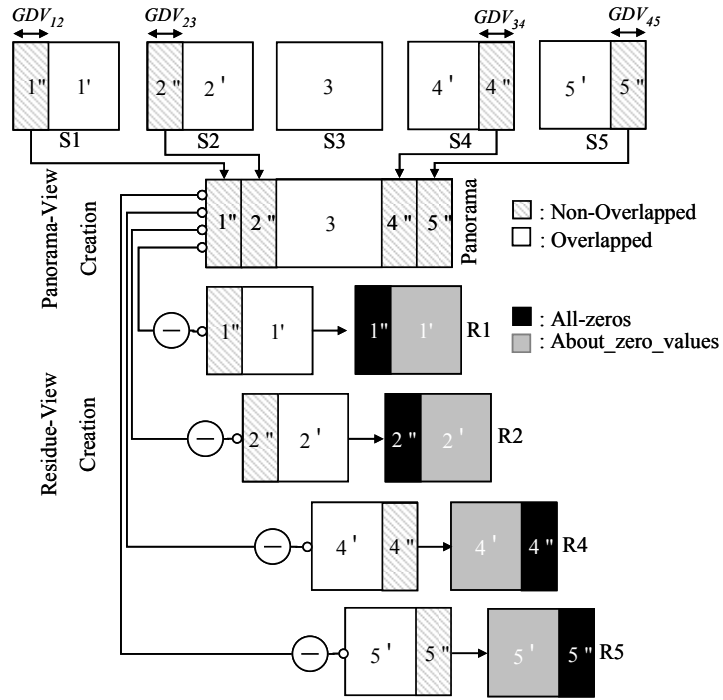 GDV12 GDV23 GDV34 GDV45
1" 1' 2" 2' 3 4' 4" 5' 5"
S1 S2 S3 S4 S5
Panorama-View
Creation
1" 2" 3 4" 5"
Panorama
: Non-Overlapped
: Overlapped
1" 1' 1" 1' R1
: All-zeros
: About_zero_values
Residue-View
Creation
2" 2' 2" 2' R2
4' 4" 4' 4" R4
5' 5" 5' 5" R5